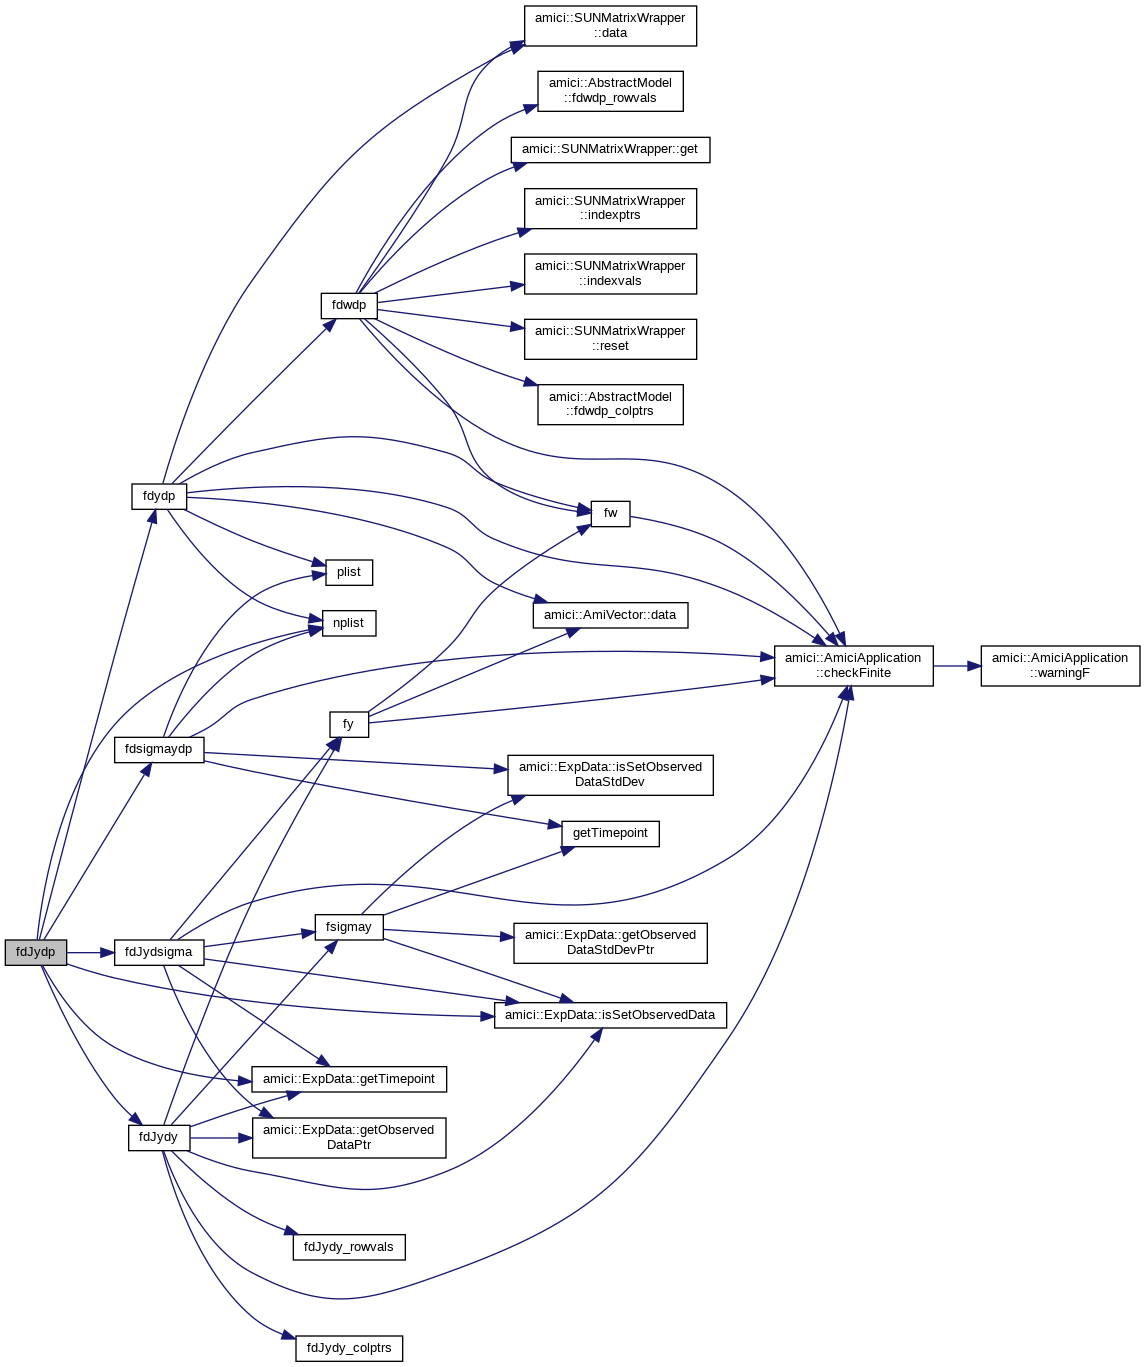 amici::SUNMatrixWrapper
::data
amici::AbstractModel
::fdwdp_rowvals
amici::SUNMatrixWrapper::get
amici::SUNMatrixWrapper
::indexptrs
amici::SUNMatrixWrapper
::indexvals
fdwdp
amici::SUNMatrixWrapper
::reset
amici::AbstractModel
::fdwdp_colptrs
fdydp
fw
plist
amici::AmiVector::data
nplist
amici::AmiciApplication
::checkFinite
amici::AmiciApplication
::warningF
fy
fdsigmaydp
amici::ExpData::isSetObserved
DataStdDev
getTimepoint
fsigmay
amici::ExpData::getObserved
DataStdDevPtr
fdJydp
fdJydsigma
amici::ExpData::isSetObservedData
amici::ExpData::getTimepoint
fdJydy
amici::ExpData::getObserved
DataPtr
fdJydy_rowvals
fdJydy_colptrs